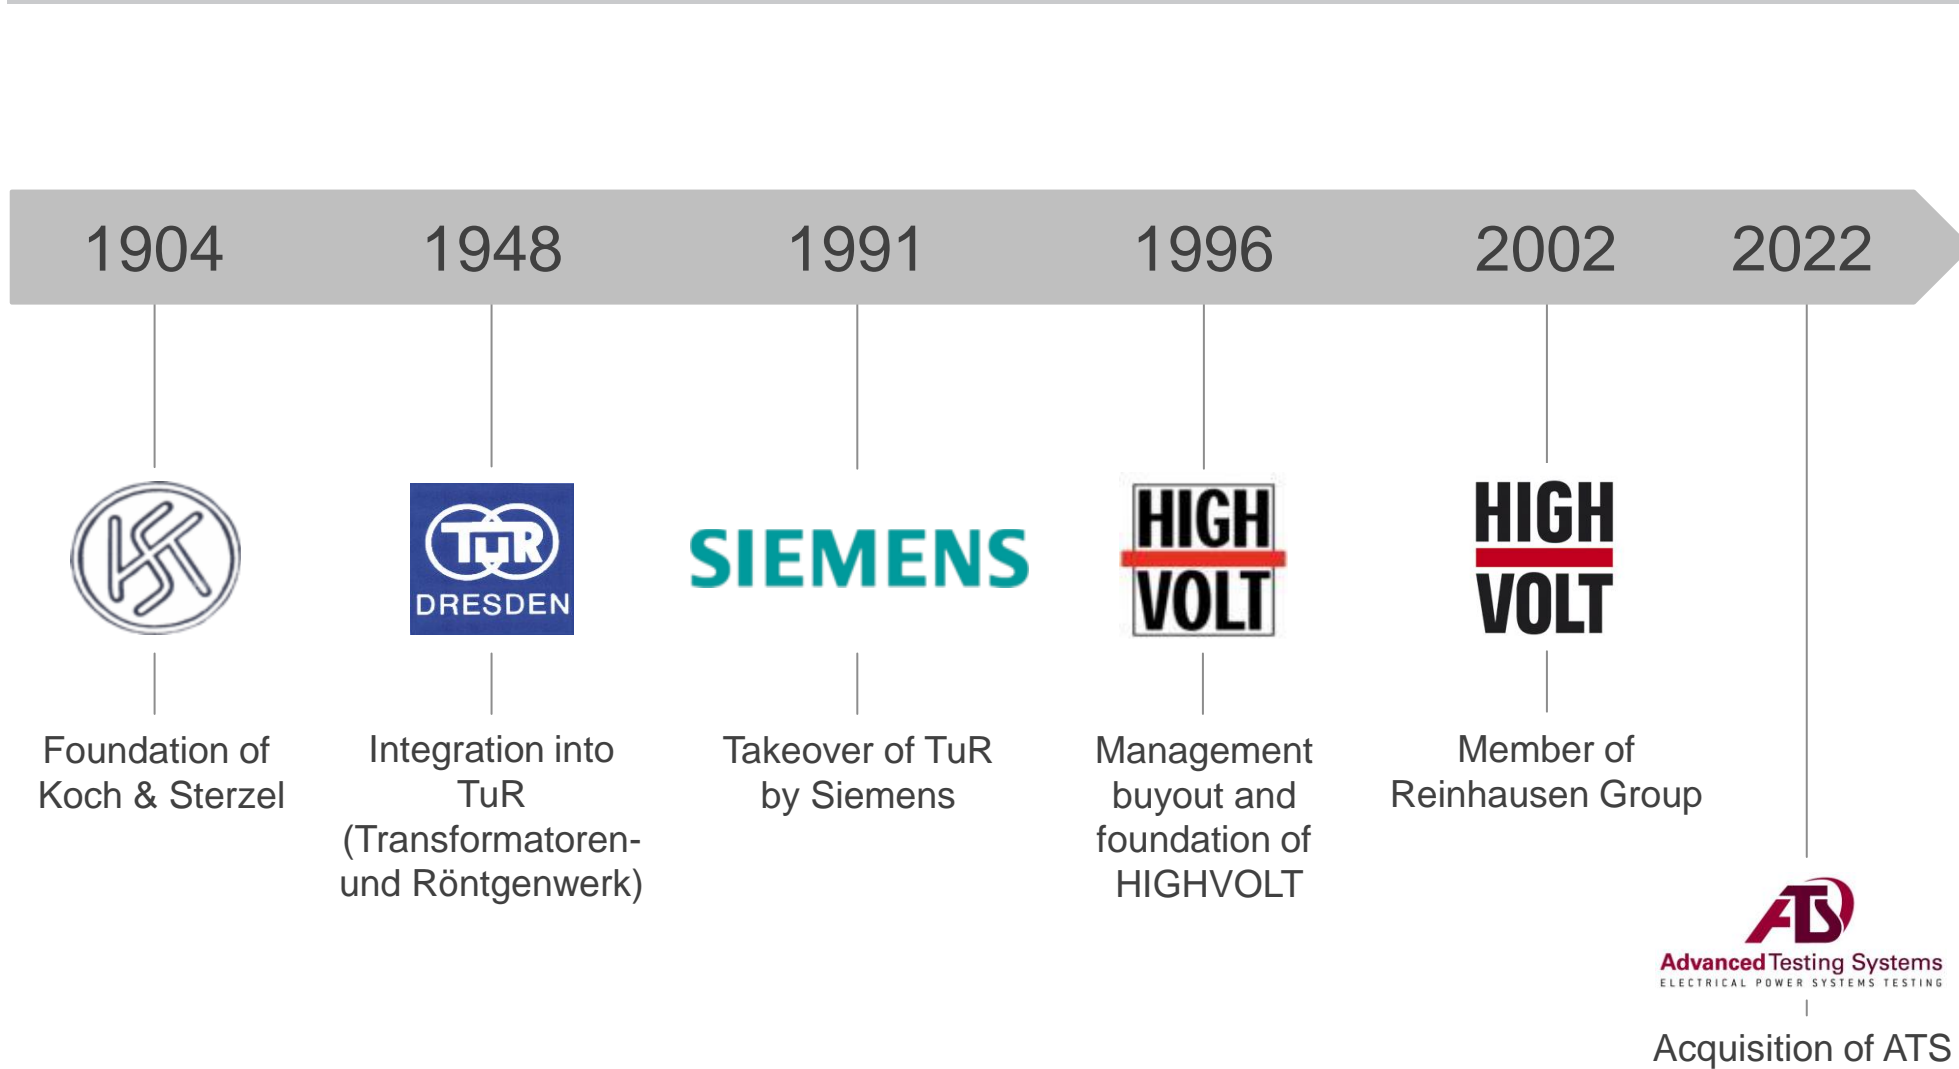 1904 1948 1991 1996 2002 2022
KST
TuR
DRESDEN
SIEMENS
HIGH
VOLT
HIGH
VOLT
Foundation of
Koch & Sterzel
Integration into
TuR
(Transformatoren-
und Röntgenwerk)
Takeover of TuR
by Siemens
Management
buyout and
foundation of
HIGHVOLT
Member of
Reinhausen Group
ATS
Advanced Testing Systems
ELECTRICAL POWER SYSTEMS TESTING
Acquisition of ATS